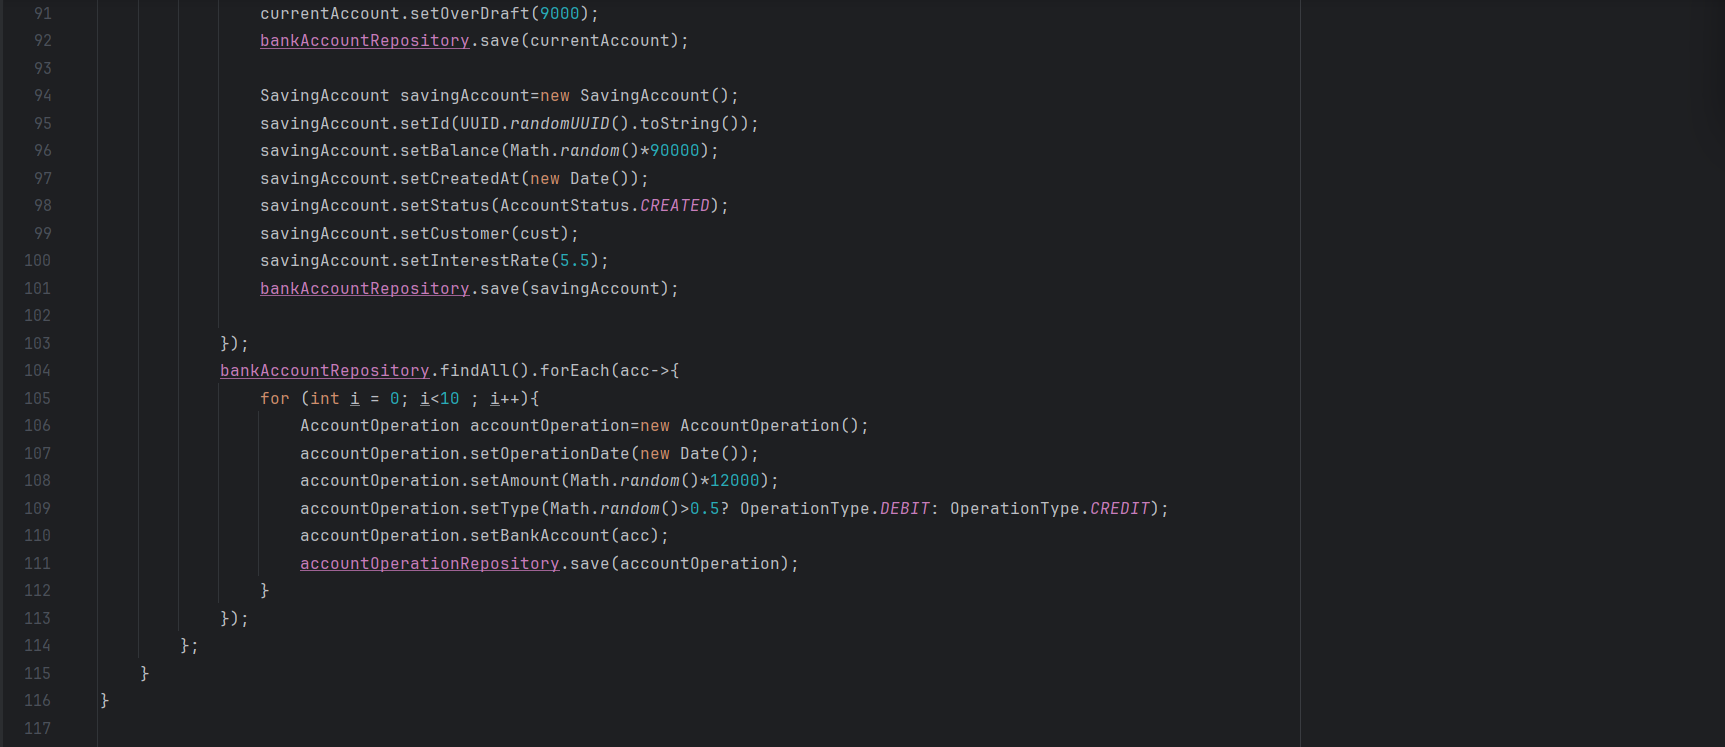 91 currentAccount.setOverDraft(9000);
92 bankAccountRepository.save(currentAccount);
93
94 SavingAccount savingAccount=new SavingAccount();
95 savingAccount.setId(UUID.randomUUID().toString());
96 savingAccount.setBalance(Math.random()*90000);
97 savingAccount.setCreatedAt(new Date());
98 savingAccount.setStatus(AccountStatus.CREATED);
99 savingAccount.setCustomer(cust);
100 savingAccount.setInterestRate(5.5);
101 bankAccountRepository.save(savingAccount);
102
103 });
104 bankAccountRepository.findAll().forEach(acc->{
105 for (int i = 0; i<10 ; i++){
106 AccountOperation accountOperation=new AccountOperation();
107 accountOperation.setOperationDate(new Date());
108 accountOperation.setAmount(Math.random()*12000);
109 accountOperation.setType(Math.random()>0.5? OperationType.DEBIT: OperationType.CREDIT);
110 accountOperation.setBankAccount(acc);
111 accountOperationRepository.save(accountOperation);
112 }
113 });
114 };
115 }
116 }
117